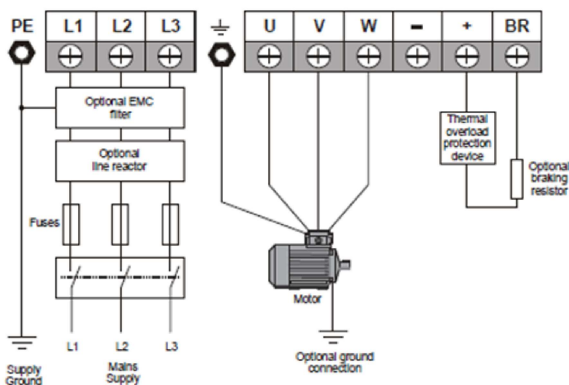 PE L1 L2 L3 U V W − + BR
Optional EMC
filter
Optional
line reactor
Fuses
L1 L2 L3
Supply
Ground
Mains
Supply
Motor
Optional ground
connection
Thermal
overload
protection
device
Optional
braking
resistor